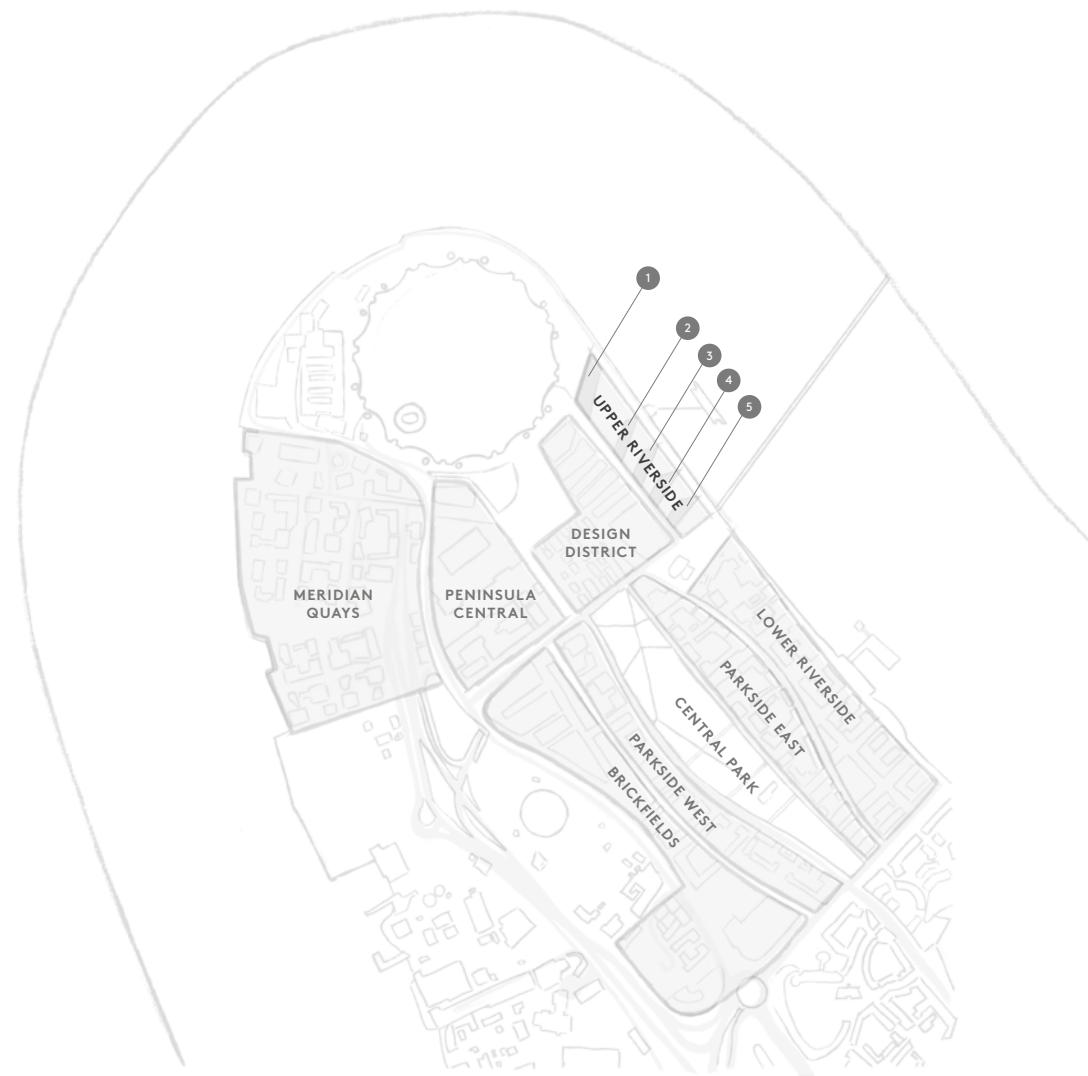 1
2
3
4
5
UPPER RIVERSIDE
DESIGN
DISTRICT
MERIDIAN
QUAYS
PENINSULA
CENTRAL
LOWER RIVERSIDE
PARKSIDE EAST
CENTRAL PARK
PARKSIDE WEST
BRICKFIELDS